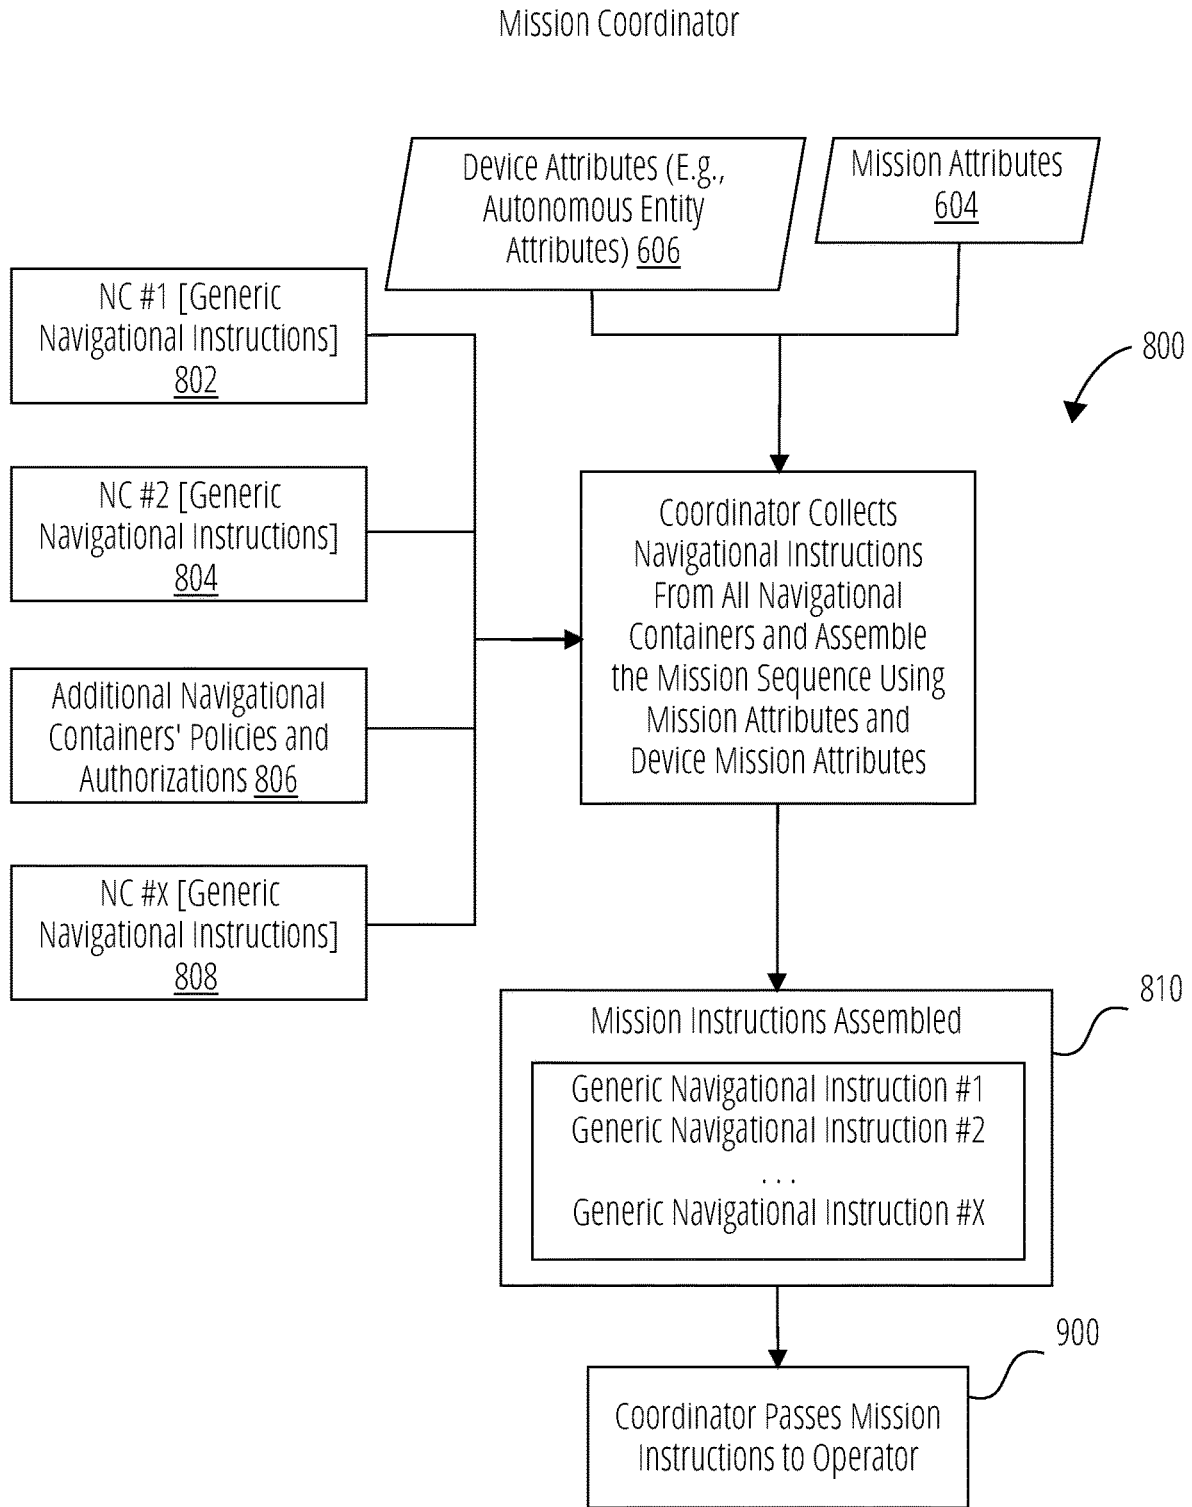 Mission Coordinator
Device Attributes (E.g.,
Autonomous Entity
Attributes) 606
Mission Attributes
604
NC #1 [Generic
Navigational Instructions]
802
800
NC #2 [Generic
Navigational Instructions]
804
Coordinator Collects
Navigational Instructions
From All Navigational
Containers and Assemble
the Mission Sequence Using
Mission Attributes and
Device Mission Attributes
Additional Navigational
Containers' Policies and
Authorizations 806
NC #x [Generic
Navigational Instructions]
808
810
Mission Instructions Assembled
Generic Navigational Instruction #1
Generic Navigational Instruction #2
. . .
Generic Navigational Instruction #X
900
Coordinator Passes Mission
Instructions to Operator